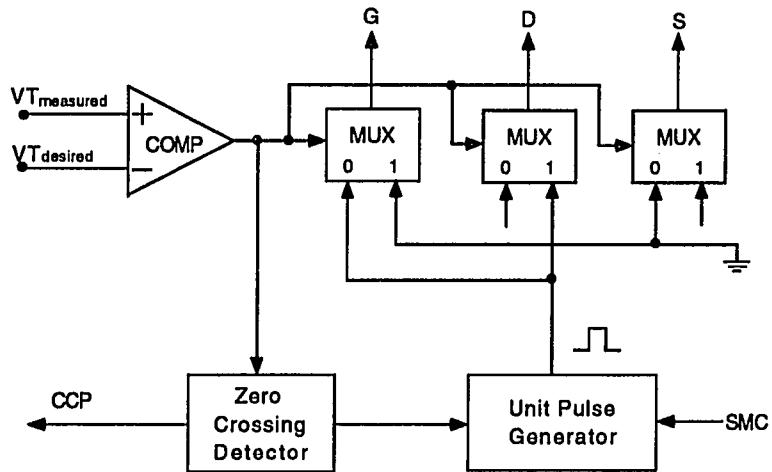 G D S
VTmeasured
VTdesired
+
−
COMP
MUX
0 1
MUX
0 1
MUX
0 1
CCP
Zero
Crossing
Detector
Unit Pulse
Generator
SMC